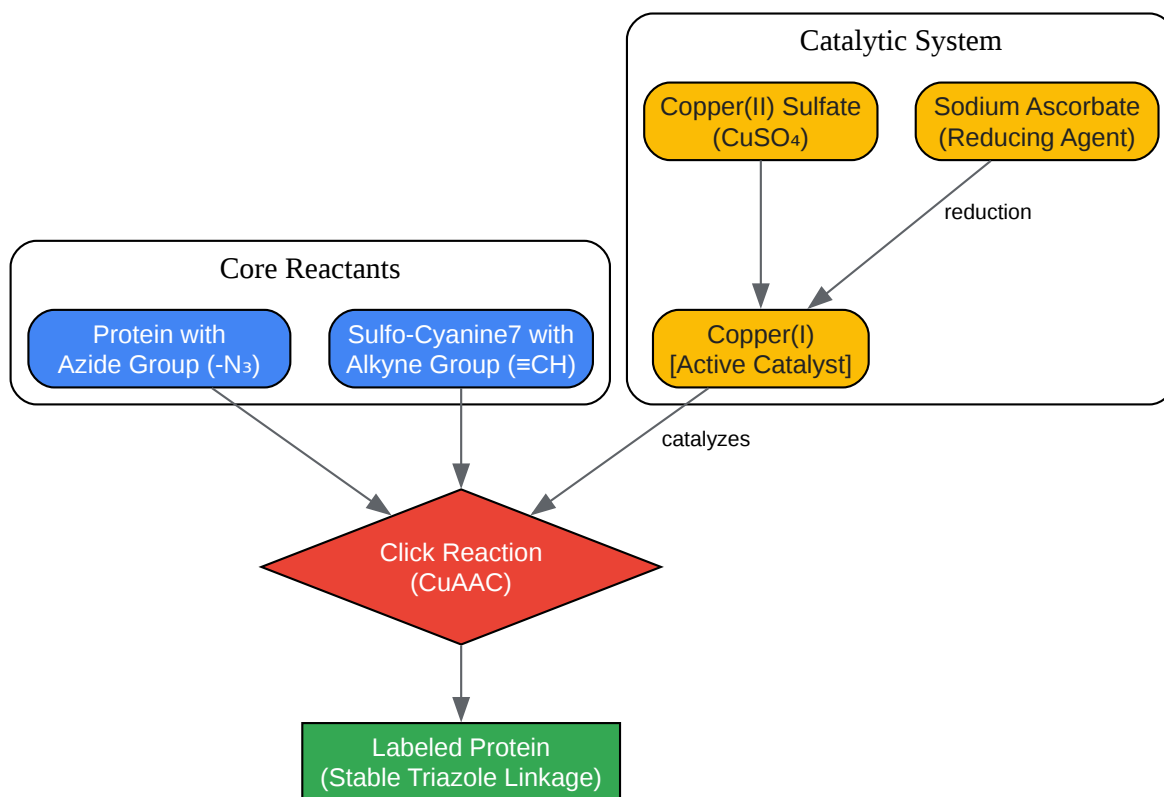 Catalytic System
Copper(II) Sulfate
(CuSO₄)
Sodium Ascorbate
(Reducing Agent)
reduction
Core Reactants
Protein with
Azide Group (-N₃)
Sulfo-Cyanine7 with
Alkyne Group (≡CH)
Copper(I)
[Active Catalyst]
catalyzes
Click Reaction
(CuAAC)
Labeled Protein
(Stable Triazole Linkage)